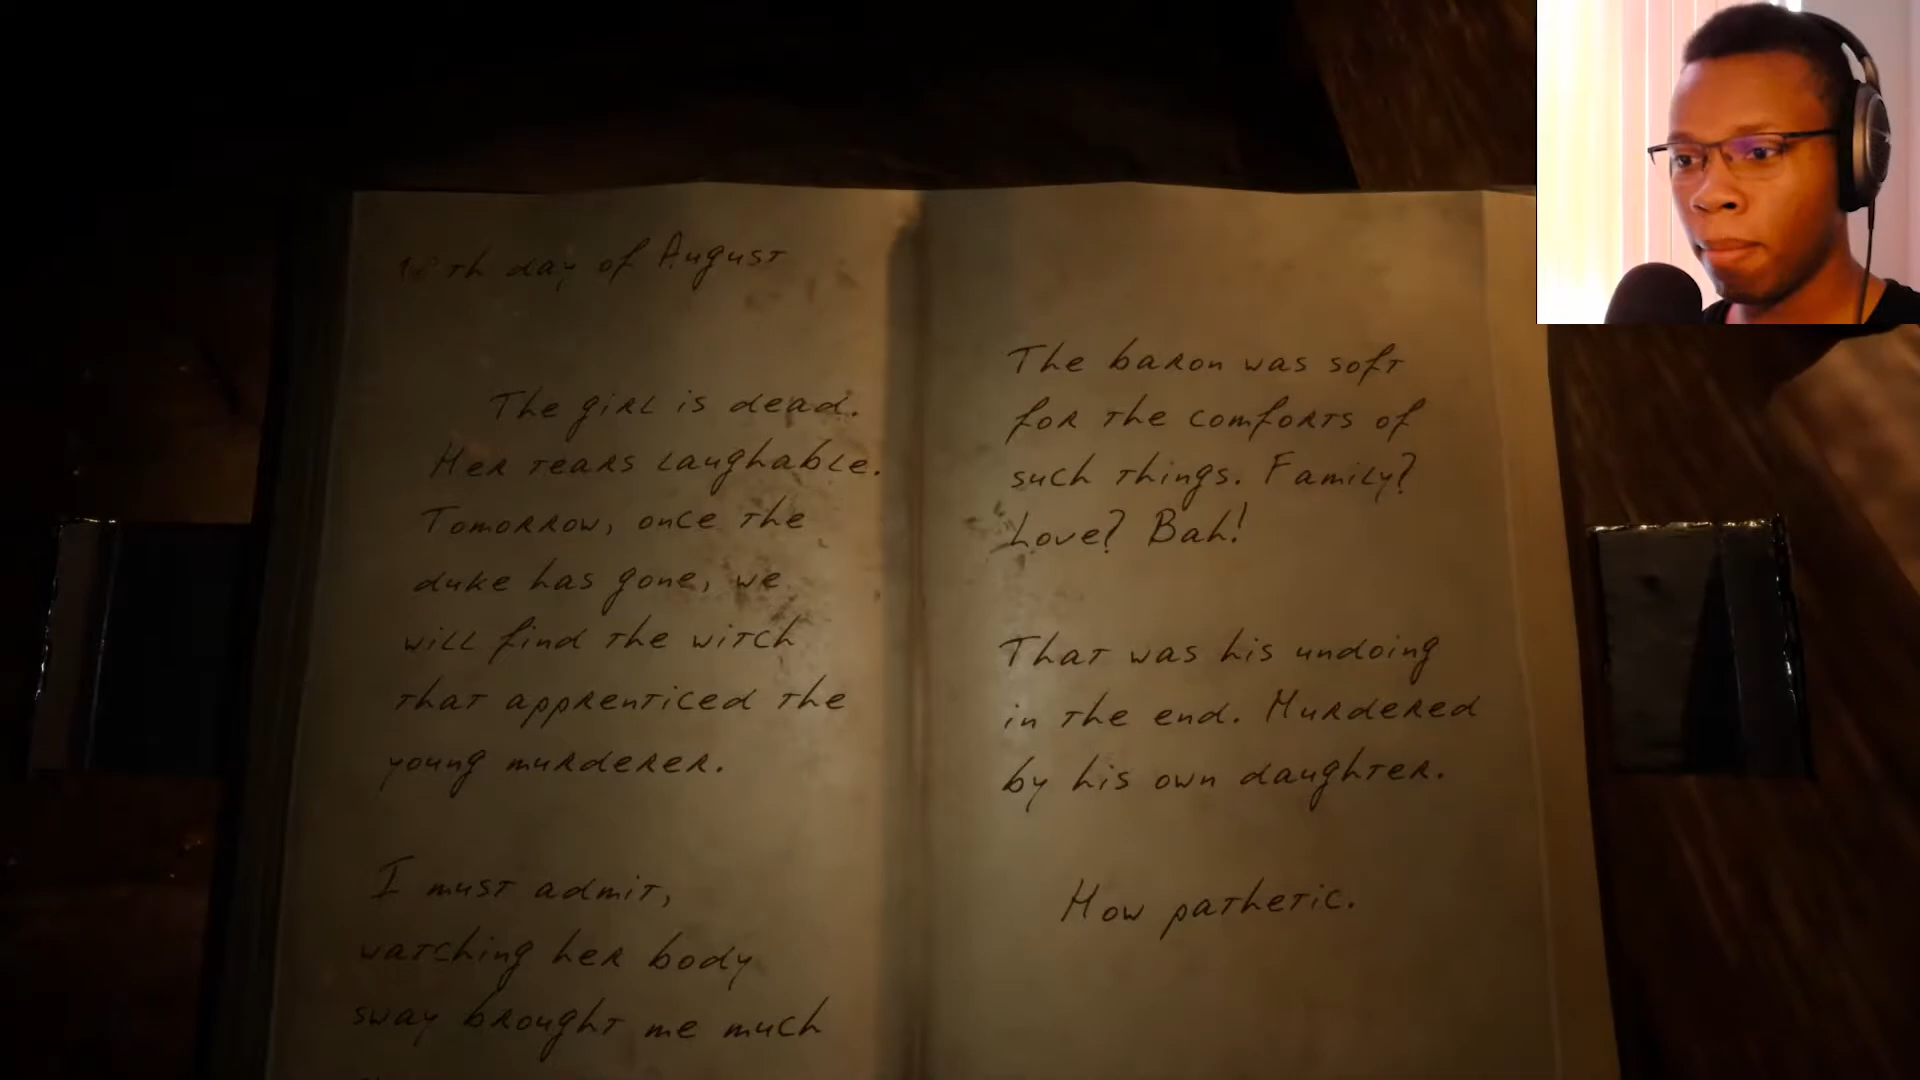 18th day of August
The girl is dead.
Her tears laughable.
Tomorrow, once the
duke has gone, we
will find the witch
that apprenticed the
young murderer.
I must admit,
watching her body
sway brought me much
The baron was soft
for the comforts of
such things. Family?
Love? Bah!
That was his undoing
in the end. Murdered
by his own daughter.
How pathetic.